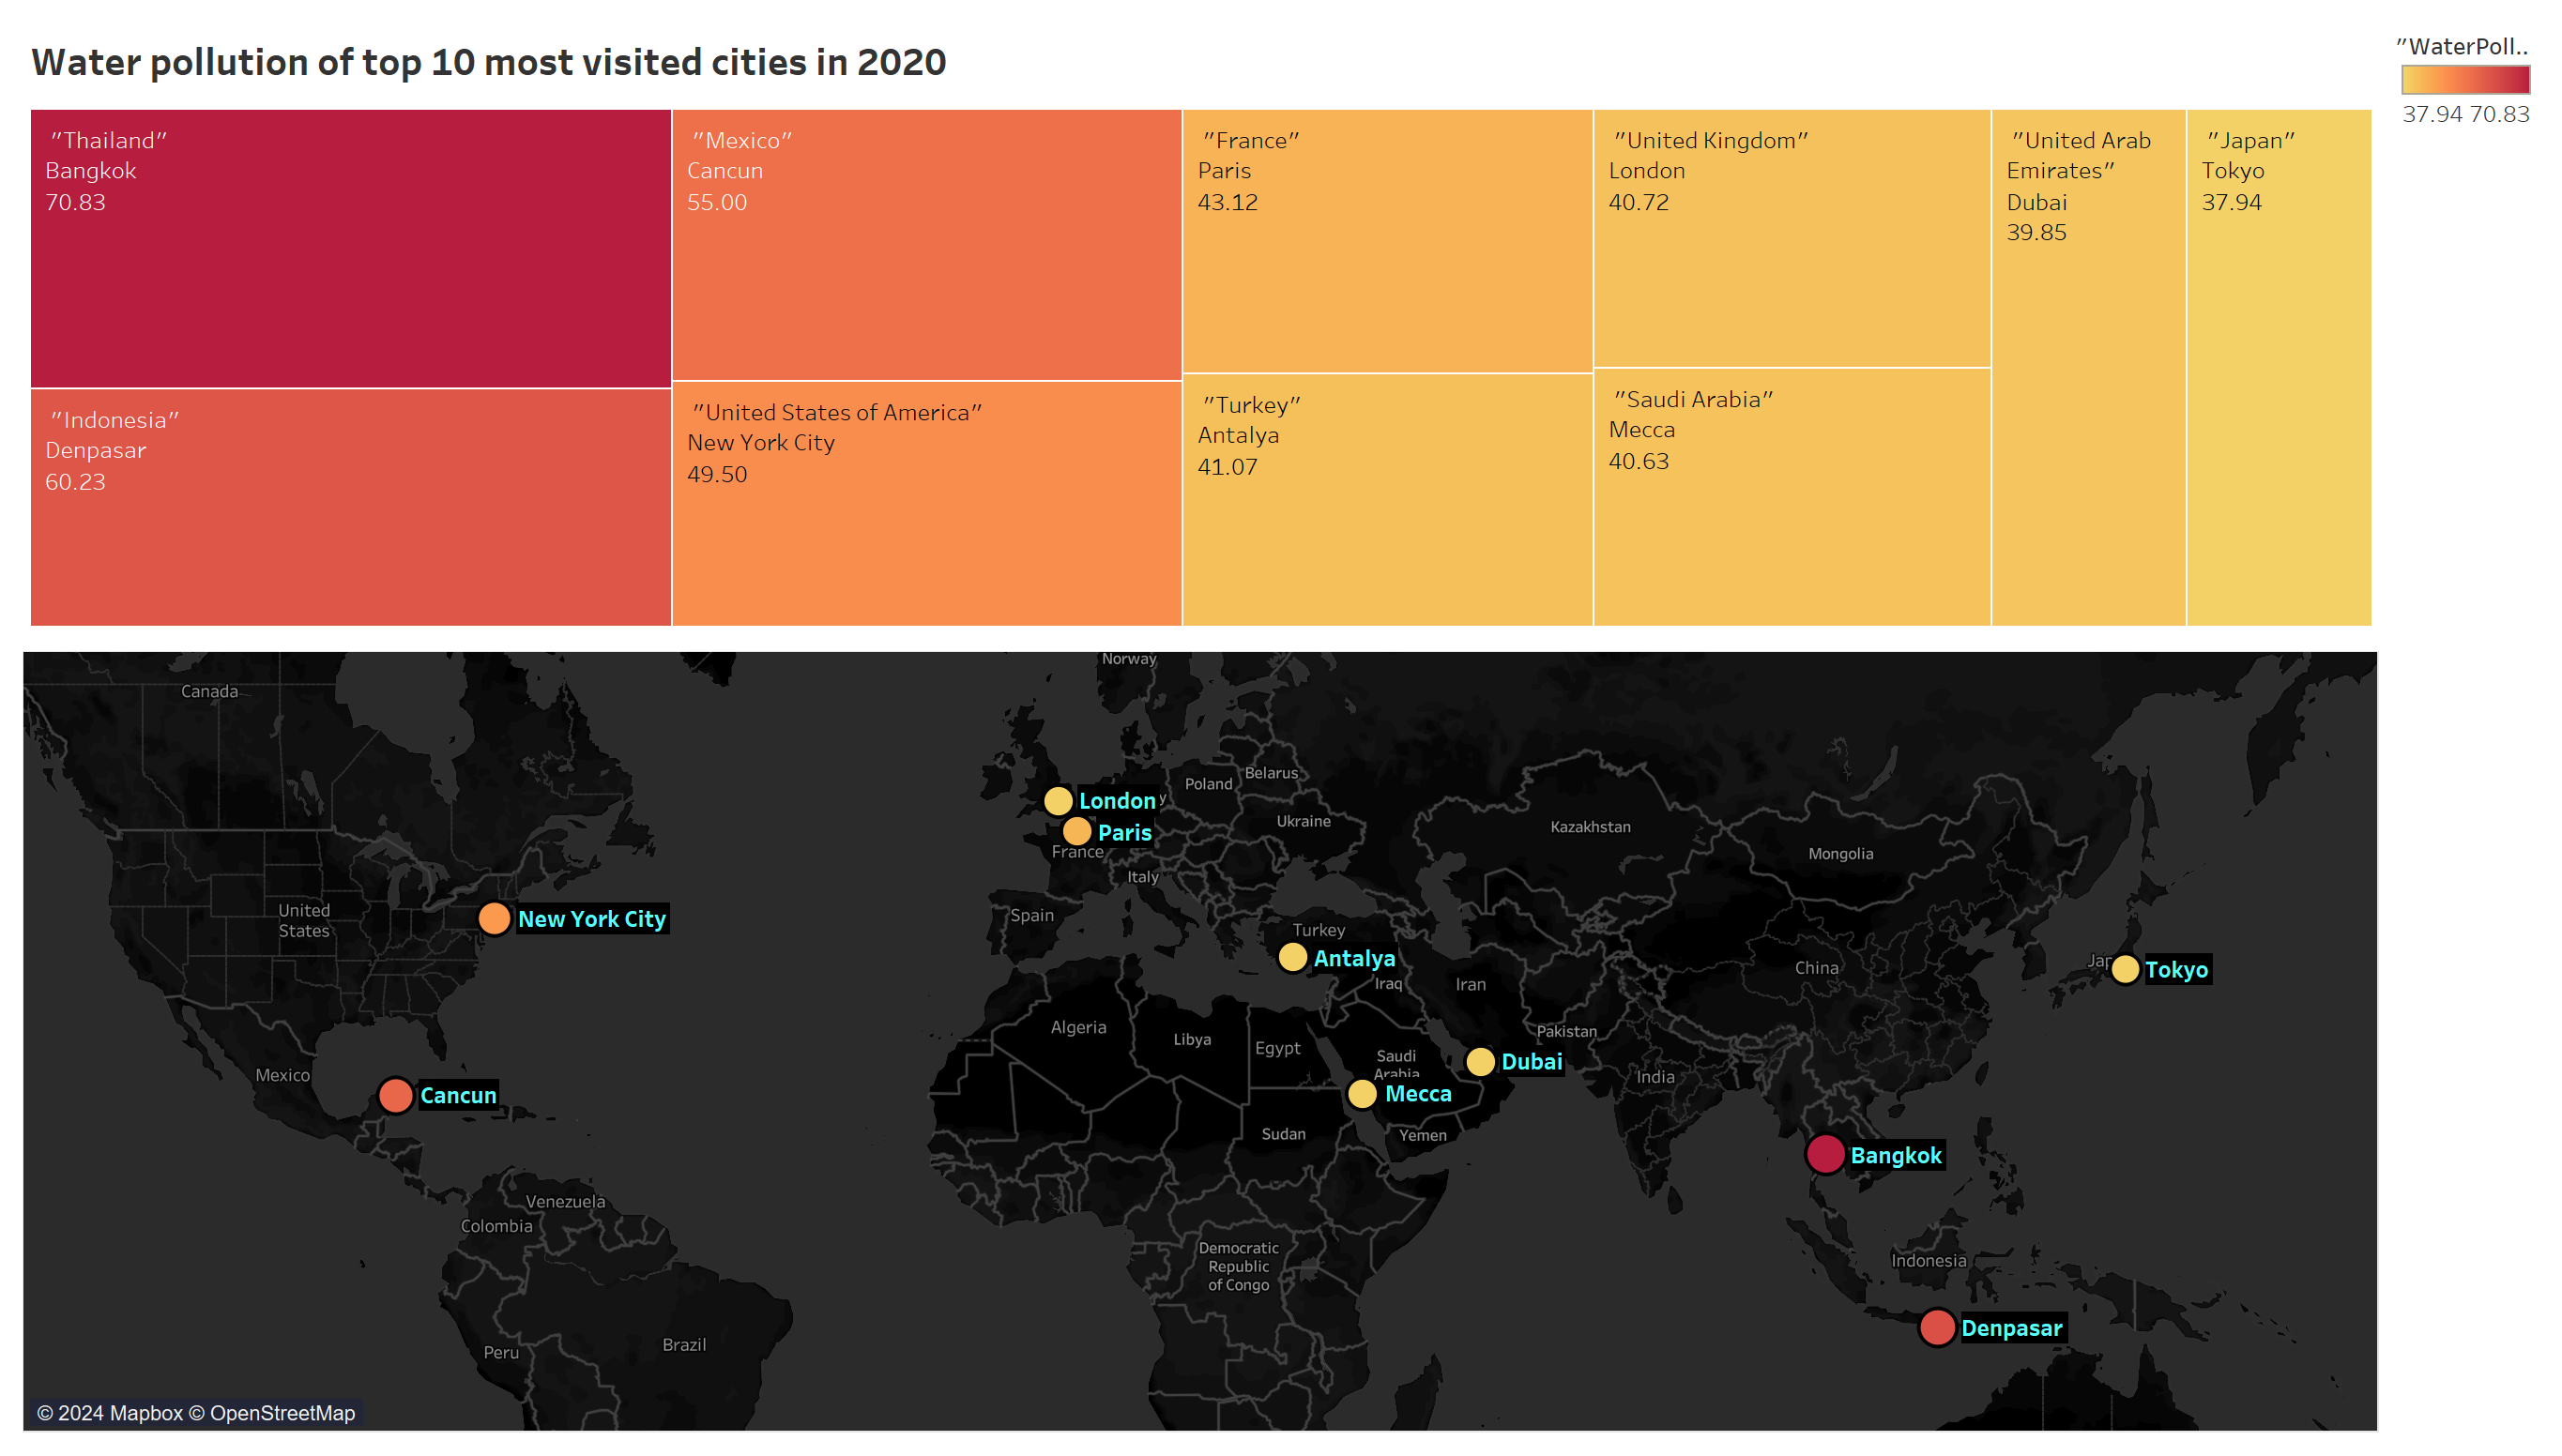 Water pollution of top 10 most visited cities in 2020
"WaterPoll..
37.94 70.83
"Thailand"
Bangkok
70.83
"Mexico"
Cancun
55.00
"France"
Paris
43.12
"United Kingdom"
London
40.72
"United Arab
Emirates"
Dubai
39.85
"Japan"
Tokyo
37.94
"Indonesia"
Denpasar
60.23
"United States of America"
New York City
49.50
"Turkey"
Antalya
41.07
"Saudi Arabia"
Mecca
40.63
Norway
Canada
Belarus
Poland
London
Ukraine
Kazakhstan
Paris
France
Mongolia
Italy
United
States
Spain
New York City
Turkey
Antalya
China
Tokyo
Iraq
Iran
Algeria
Pakistan
Libya
Egypt
Saudi
Arabia
Dubai
Mexico
India
Cancun
Mecca
Sudan
Yemen
Bangkok
Venezuela
Colombia
Democratic
Republic
of Congo
Indonesia
Denpasar
Brazil
Peru
© 2024 Mapbox © OpenStreetMap